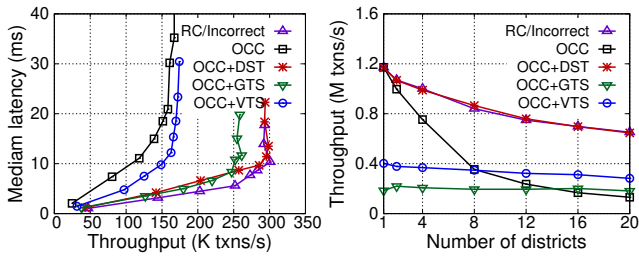 Mediam latency (ms)
40
30
20
10
0
0 50 100 150 200 250 300 350
Throughput (K txns/s)
RC/Incorrect
OCC
OCC+DST
OCC+GTS
OCC+VTS
Throughput (M txns/s)
1.6
1.2
0.8
0.4
0.0
1 4 8 12 16 20
Number of districts
RC/Incorrect
OCC
OCC+DST
OCC+GTS
OCC+VTS